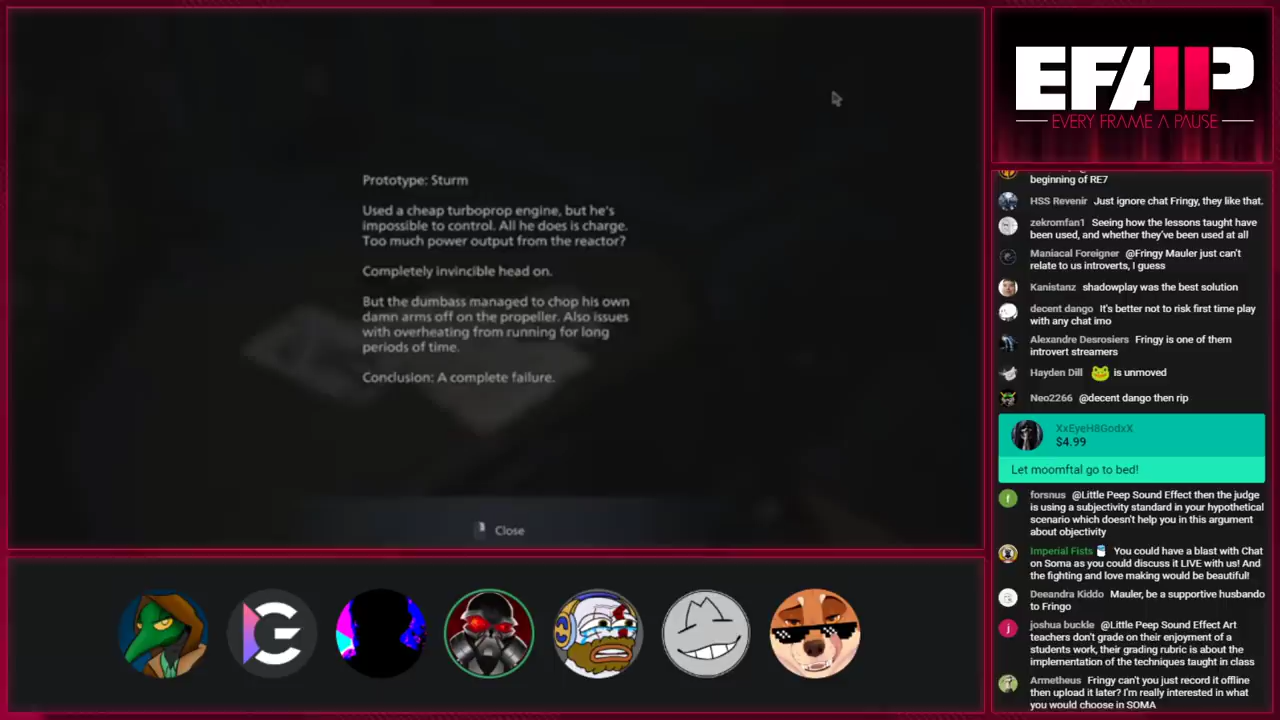 Prototype: Sturm
Used a cheap turboprop engine, but he's
impossible to control. All he does is charge.
Too much power output from the reactor?
Completely invincible head on.
But the dumbass managed to chop his own
damn arms off on the propeller. Also issues
with overheating from running for long
periods of time.
Conclusion: A complete failure.
Close
EFAP
EVERY FRAME A PAUSE
beginning of RE7
HSS Revenir Just ignore chat Fringy, they like that.
zekromfan1 Seeing how the lessons taught have
been used, and whether they've been used at all
Maniacal Foreigner @Fringy Mauler just can't
relate to us introverts, I guess
Kanistanz shadowplay was the best solution
decent dango It's better not to risk first time play
with any chat imo
Alexandre Desrosiers Fringy is one of them
introvert streamers
Hayden Dill 🐸 is unmoved
Neo2266 @decent dango then rip
XxEyeH8GodxX
$4.99
Let moomftal go to bed!
forsnus @Little Peep Sound Effect then the judge
is using a subjectivity standard in your hypothetical
scenario which doesn't help you in this argument
about objectivity
Imperial Fists You could have a blast with Chat
on Soma as you could discuss it LIVE with us! And
the fighting and love making would be beautiful!
Deeandra Kiddo Mauler, be a supportive husbando
to Fringo
joshua buckle @Little Peep Sound Effect Art
teachers don't grade on their enjoyment of a
students work, their grading rubric is about the
implementation of the techniques taught in class
Armetheus Fringy can't you just record it offline
then upload it later? I'm really interested in what
you would choose in SOMA